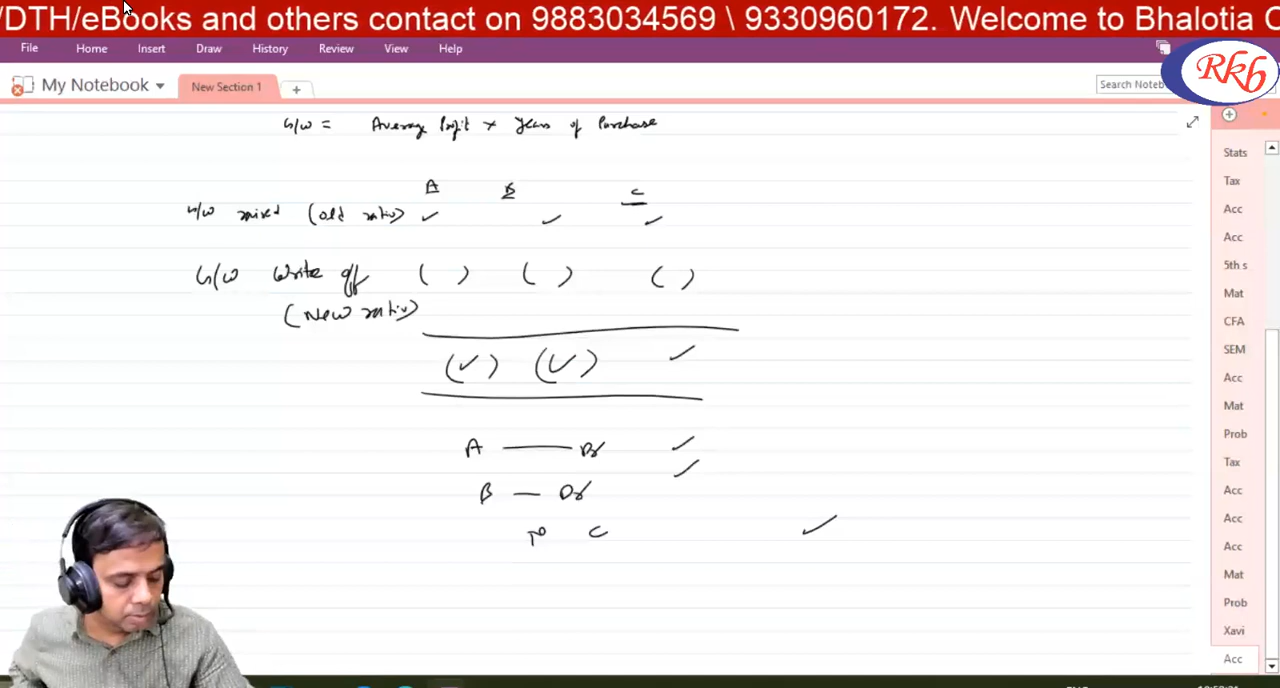 /DTH/eBooks and others contact on 9883034569 \ 9330960172. Welcome to Bhalotia C
File Home Insert Draw History Review View Help
Rkb
My Notebook New Section 1 + Search Noteb
G/W = Average Profit × Years of Purchase
A B C
G/W raised (old ratio) ✓ ✓ ✓
G/W write off ( ) ( ) ( )
(New ratio)
(✓) (✓) ✓
A — Dr ✓
B — Dr ✓
To C ✓
Stats
Tax
Acc
Acc
5th s
Mat
CFA
SEM
Acc
Mat
Prob
Tax
Acc
Acc
Acc
Mat
Prob
Xavi
Acc